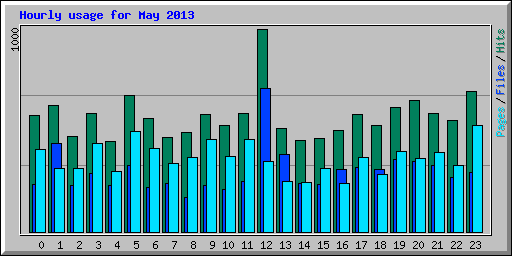 Hourly usage for May 2013
1000
Pages/Files/Hits
0 1 2 3 4 5 6 7 8 9 10 11 12 13 14 15 16 17 18 19 20 21 22 23